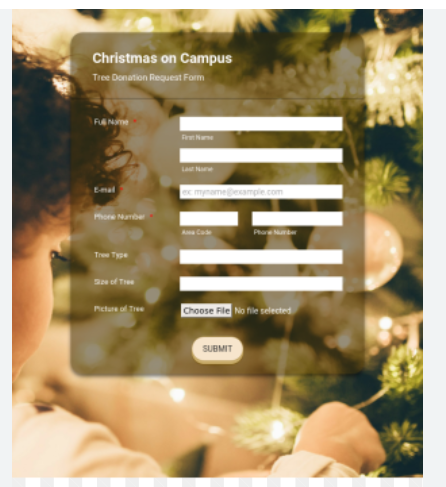 Christmas on Campus
Tree Donation Request Form
Full Name *
First Name
Last Name
E-mail
ex: myname@example.com
Phone Number *
Area Code Phone Number
Tree Type
Size of Tree
Picture of Tree Choose File No file selected.
SUBMIT